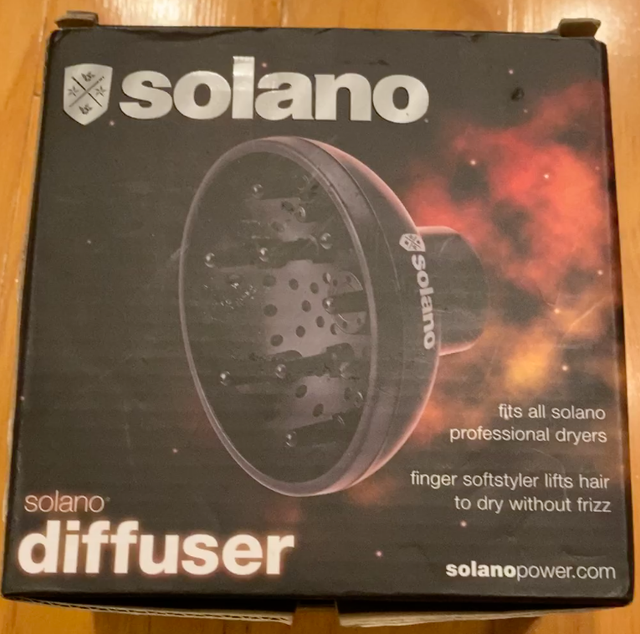 solano
solano
fits all solano
professional dryers
finger softstyler lifts hair
to dry without frizz
solano
diffuser
solanopower.com